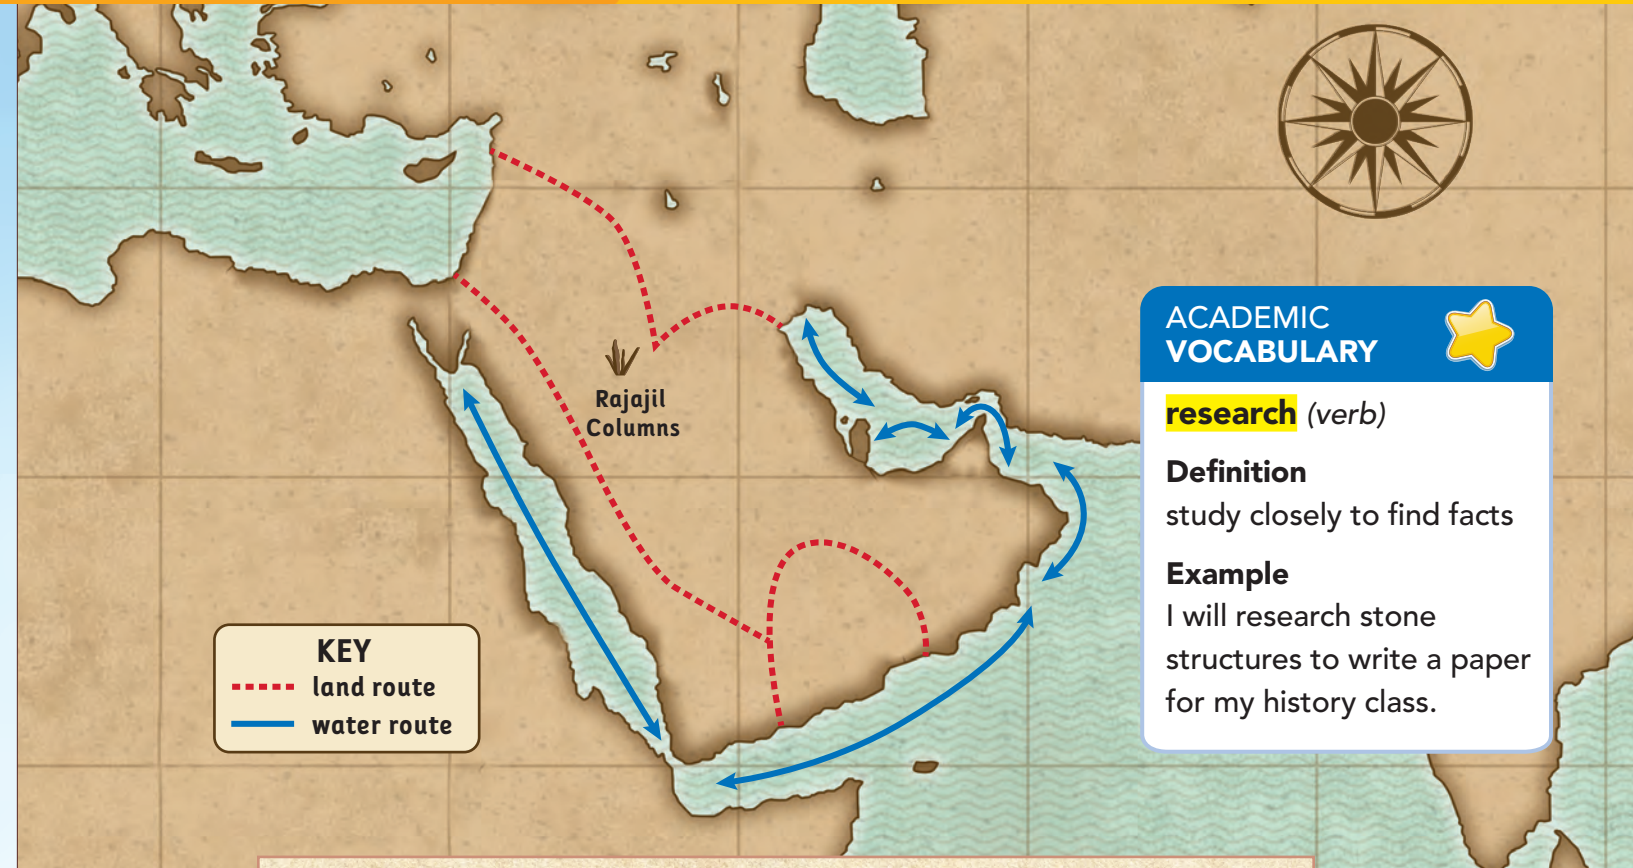 Rajajil
Columns
KEY
land route
water route
ACADEMIC
VOCABULARY
research (verb)
Definition
study closely to find facts
Example
I will research stone
structures to write a paper
for my history class.